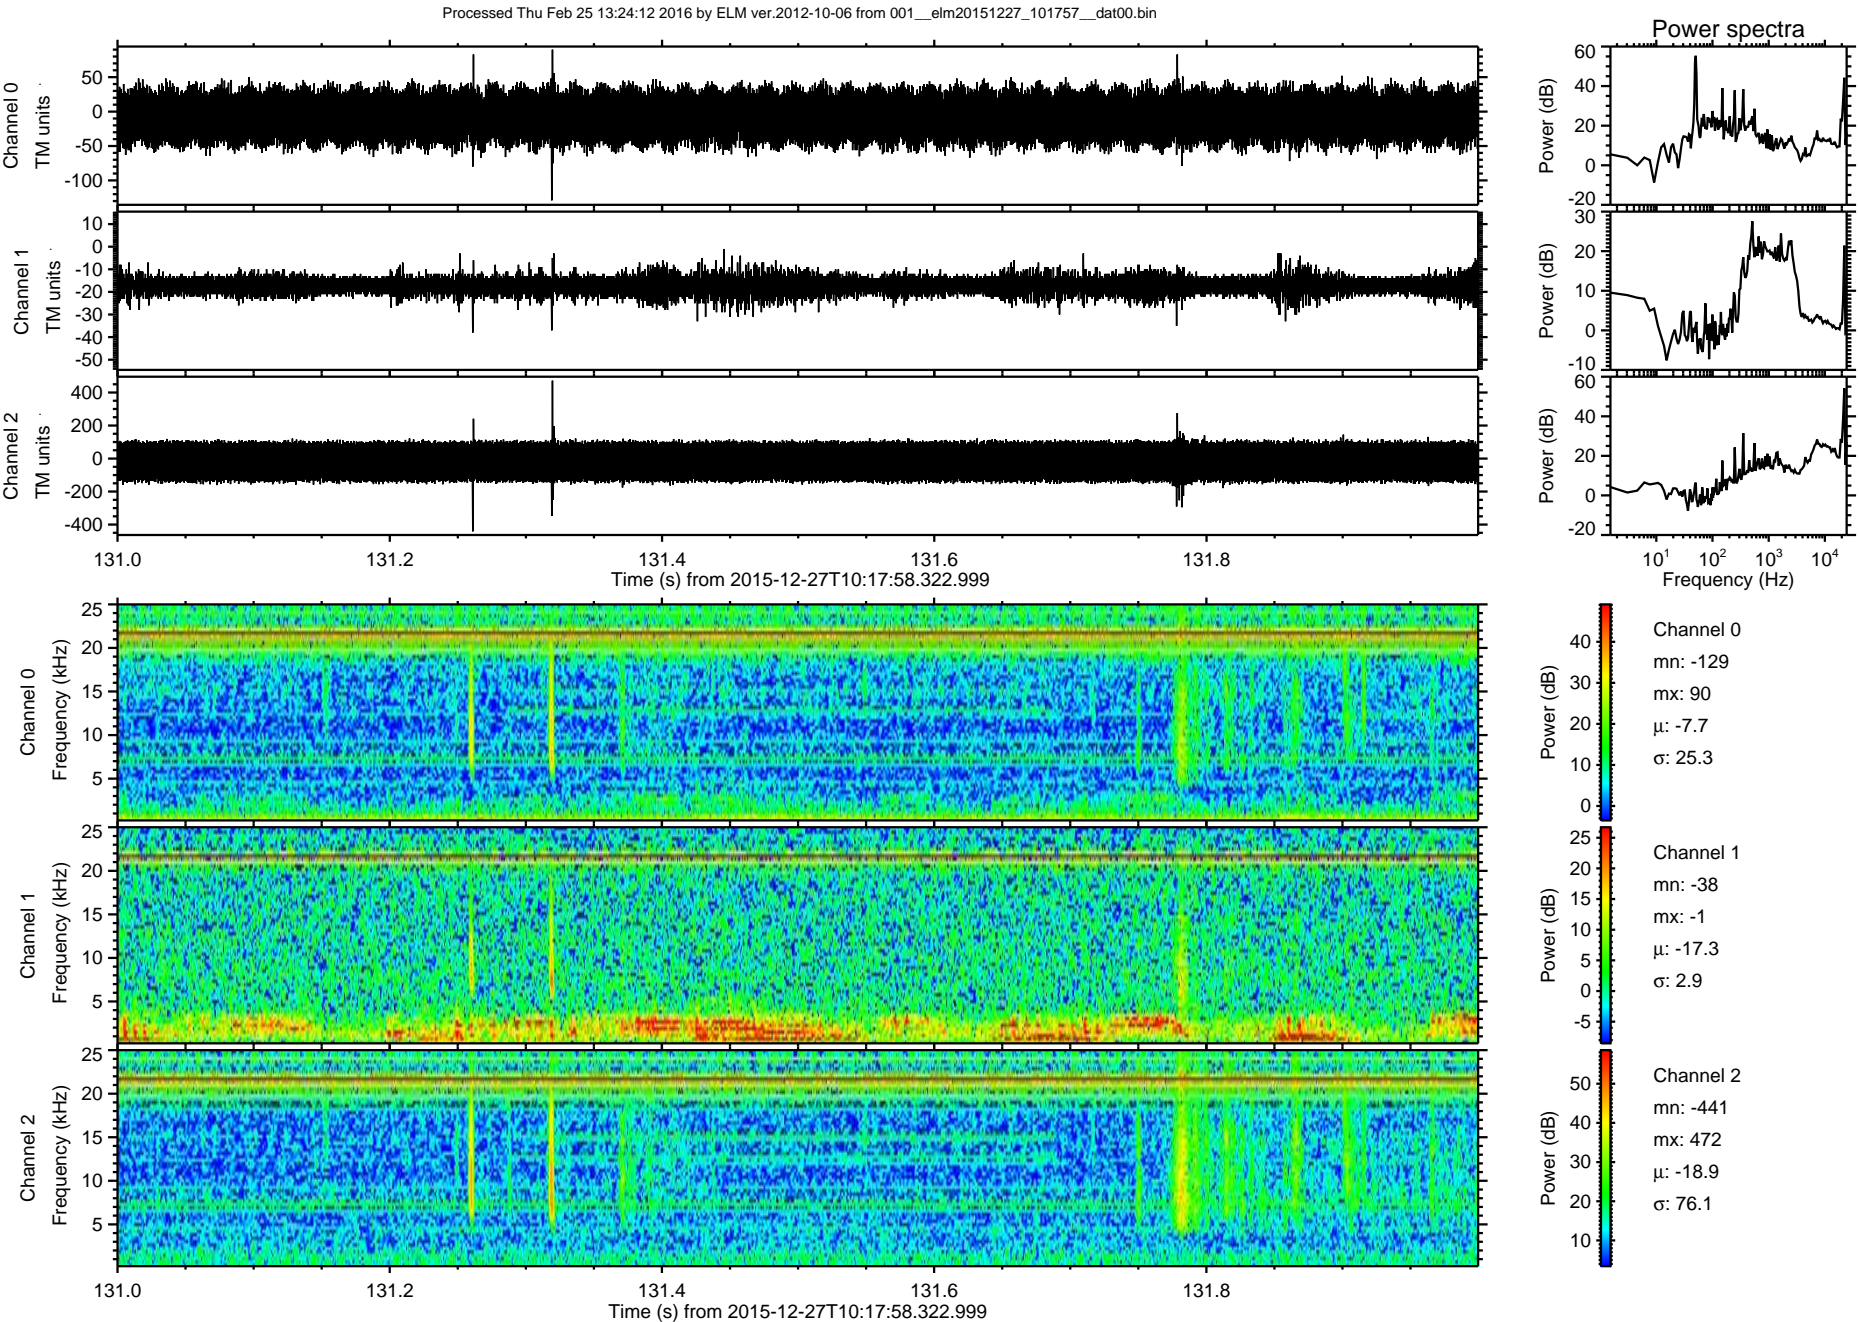 Processed Thu Feb 25 13:24:12 2016 by ELM ver.2012-10-06 from 001__elm20151227_101757__dat00.bin
Power spectra
Channel 0
TM units
50
0
-50
-100
Power (dB)
60
40
20
0
-20
Channel 1
TM units
10
0
-10
-20
-30
-40
-50
Power (dB)
30
20
10
0
-10
Channel 2
TM units
400
200
0
-200
-400
Power (dB)
60
40
20
0
-20
131.0 131.2 131.4 131.6 131.8
Time (s) from 2015-12-27T10:17:58.322.999
10¹ 10² 10³ 10⁴
Frequency (Hz)
Channel 0
Frequency (kHz)
25
20
15
10
5
Power (dB)
40
30
20
10
0
Channel 0
mn: -129
mx: 90
µ: -7.7
σ: 25.3
Channel 1
Frequency (kHz)
25
20
15
10
5
Power (dB)
25
20
15
10
5
0
-5
Channel 1
mn: -38
mx: -1
µ: -17.3
σ: 2.9
Channel 2
Frequency (kHz)
25
20
15
10
5
Power (dB)
50
40
30
20
10
Channel 2
mn: -441
mx: 472
µ: -18.9
σ: 76.1
131.0 131.2 131.4 131.6 131.8
Time (s) from 2015-12-27T10:17:58.322.999